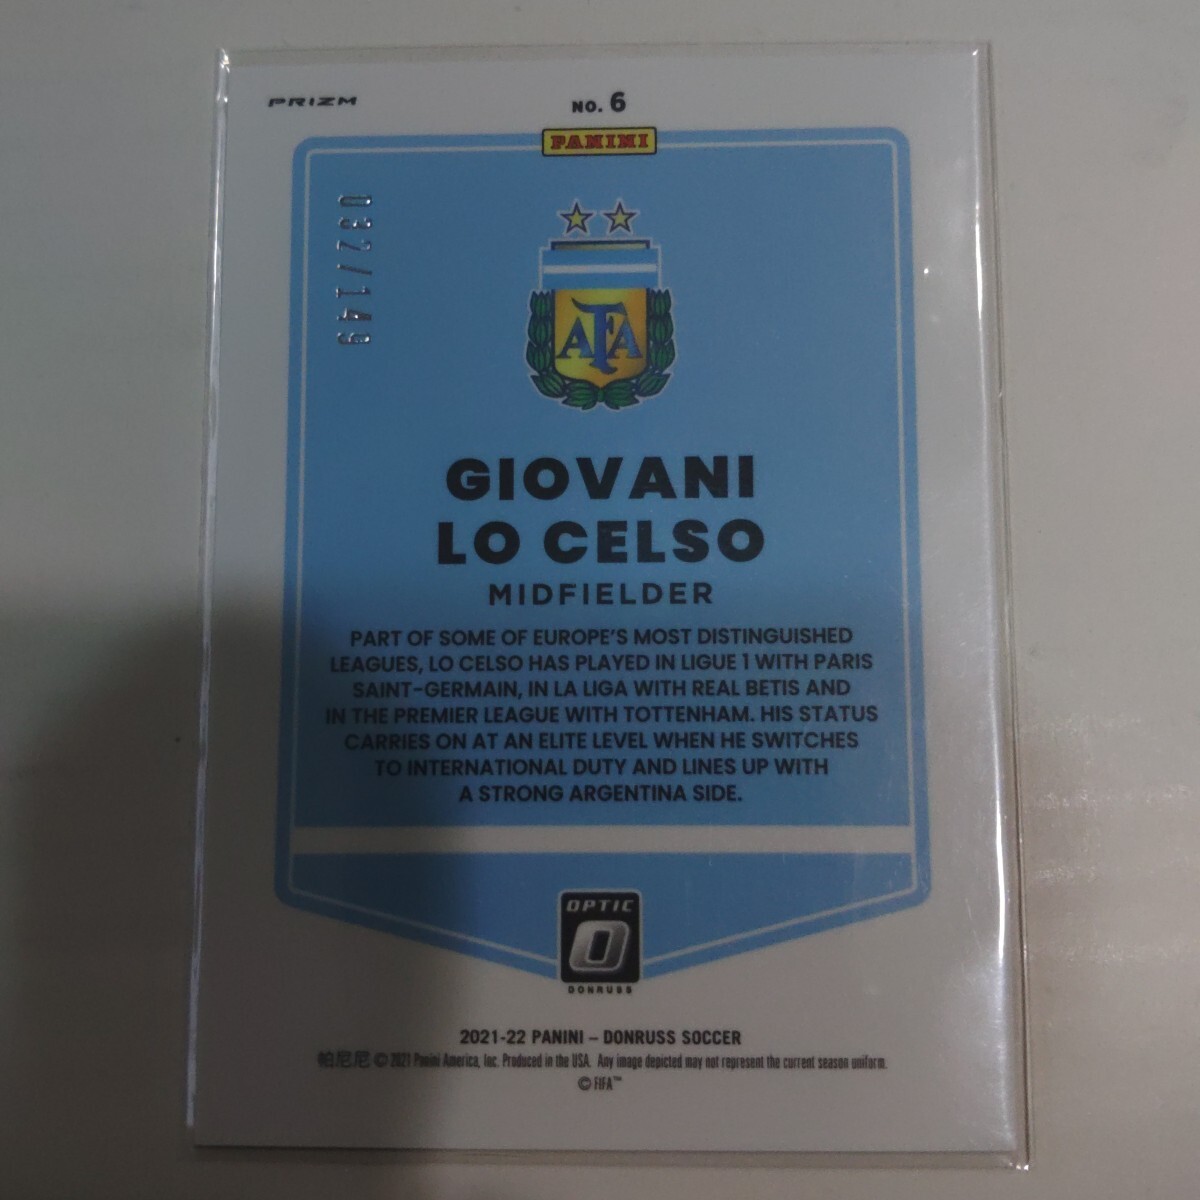 PRIZM
NO. 6
PANINI
032/149
AFA
GIOVANI
LO CELSO
MIDFIELDER
PART OF SOME OF EUROPE'S MOST DISTINGUISHED
LEAGUES, LO CELSO HAS PLAYED IN LIGUE 1 WITH PARIS
SAINT-GERMAIN, IN LA LIGA WITH REAL BETIS AND
IN THE PREMIER LEAGUE WITH TOTTENHAM. HIS STATUS
CARRIES ON AT AN ELITE LEVEL WHEN HE SWITCHES
TO INTERNATIONAL DUTY AND LINES UP WITH
A STRONG ARGENTINA SIDE.
OPTIC
O
DONRUSS
2021-22 PANINI – DONRUSS SOCCER
帕尼尼 © 2021 Panini America, Inc. Produced in the USA. Any image depicted may not represent the current season uniform.
© FIFA™